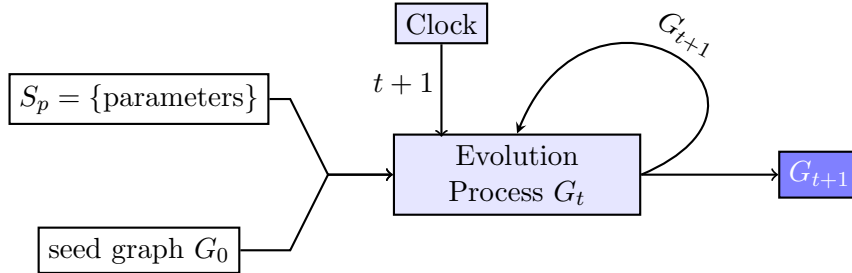 Clock
G_{t+1}
t + 1
S_p = {parameters}
Evolution
Process G_t
G_{t+1}
seed graph G_0